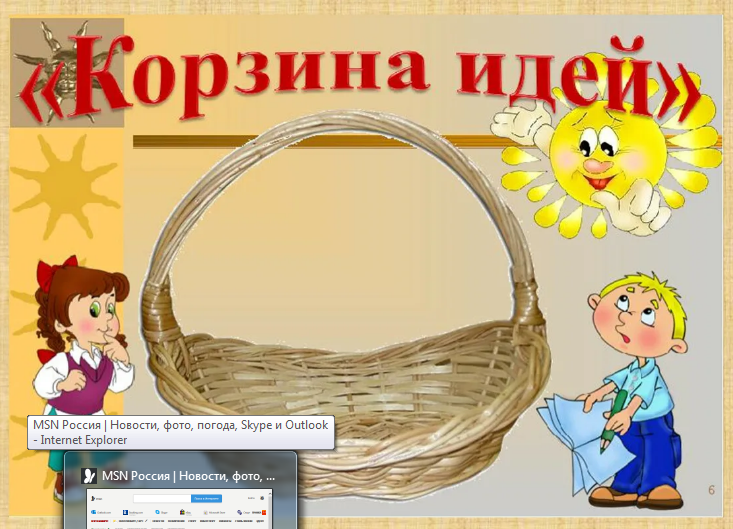 «Корзина идей»
MSN Россия | Новости, фото, погода, Skype и Outlook
- Internet Explorer
MSN Россия | Новости, фото, ...
6